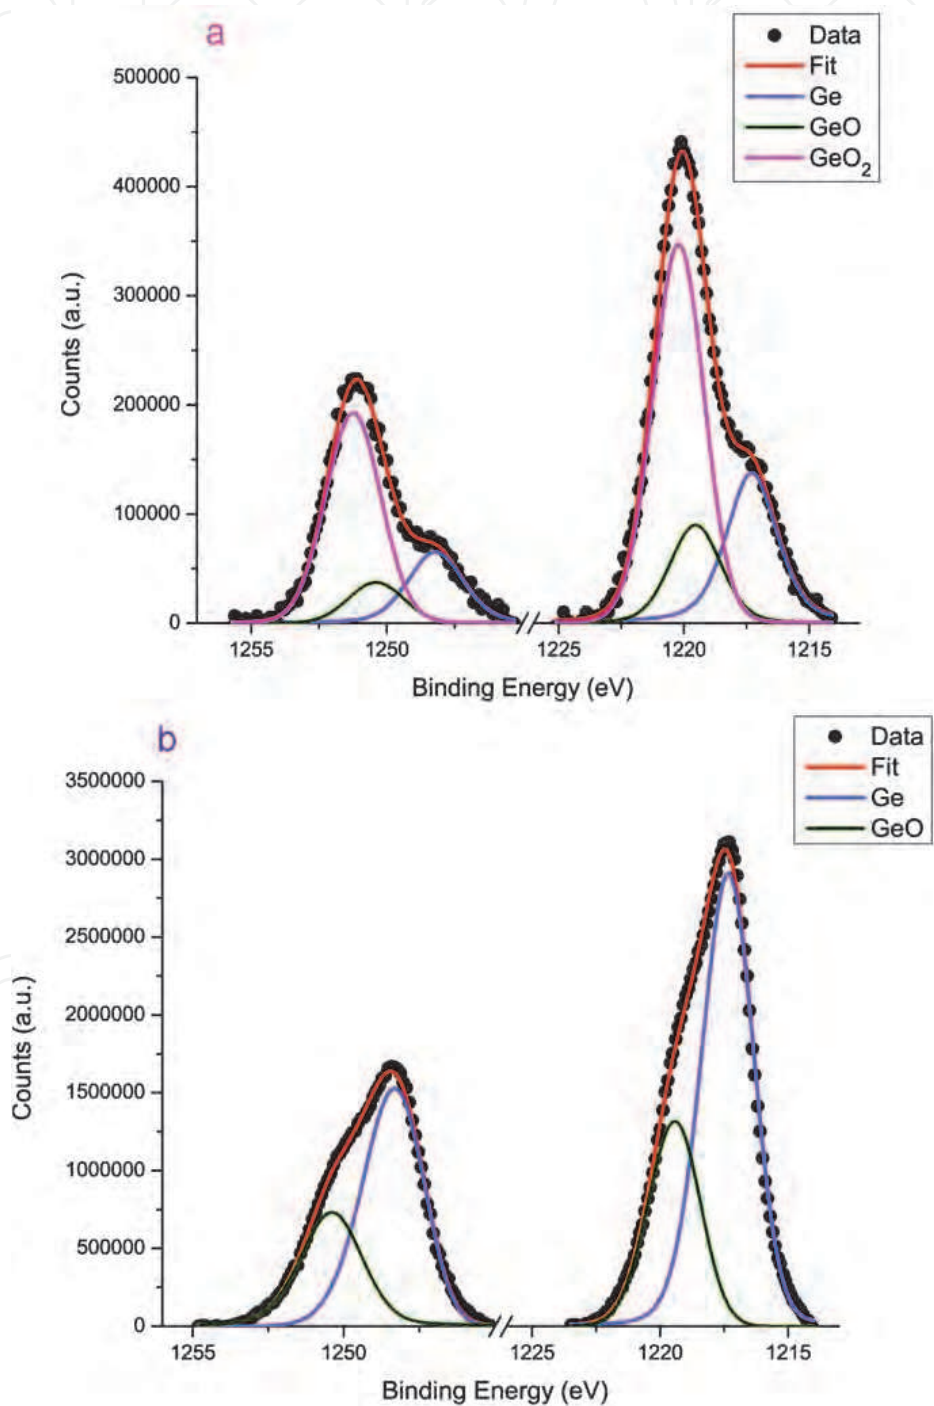 a
Data
Fit
Ge
GeO
GeO2
500000
400000
300000
200000
100000
0
Counts (a.u.)
1255 1250 1225 1220 1215
Binding Energy (eV)
b
Data
Fit
Ge
GeO
3500000
3000000
2500000
2000000
1500000
1000000
500000
0
Counts (a.u.)
1255 1250 1225 1220 1215
Binding Energy (eV)